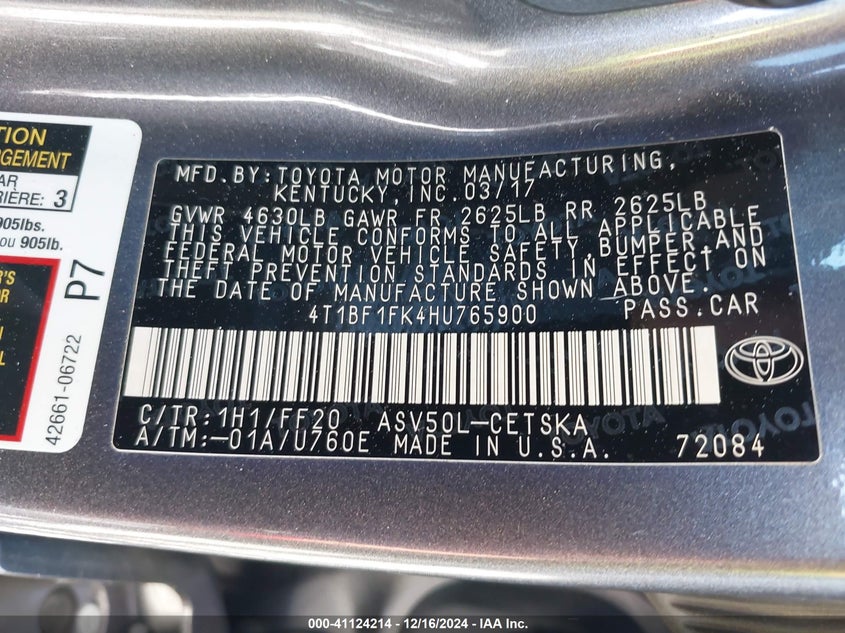 TION
RGEMENT
AR
RIÈRE: 3
905lbs.
ou 905lb.
R'S
OR
L
42661-06722
P7
MFD. BY: TOYOTA MOTOR MANUFACTURING,
KENTUCKY, INC. 03/17
GVWR 4630LB GAWR FR 2625LB RR 2625LB
THIS VEHICLE CONFORMS TO ALL APPLICABLE
FEDERAL MOTOR VEHICLE SAFETY, BUMPER, AND
THEFT PREVENTION STANDARDS IN EFFECT ON
THE DATE OF MANUFACTURE SHOWN ABOVE.
4T1BF1FK4HU765900 PASS. CAR
C/TR: 1H1/FF20 ASV50L-CETSKA
A/TM: -01A/U760E MADE IN U.S.A. 72084
TOYOTA
000-41124214 - 12/16/2024 - IAA Inc.